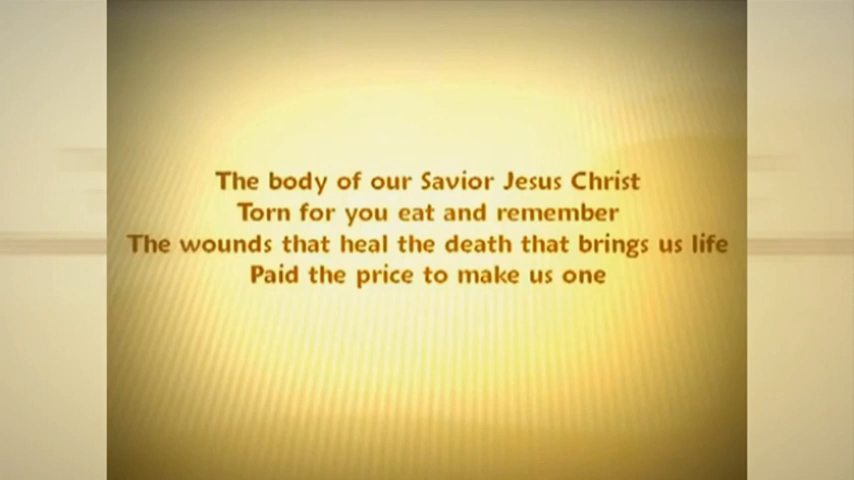 The body of our Savior Jesus Christ
Torn for you eat and remember
The wounds that heal the death that brings us life
Paid the price to make us one